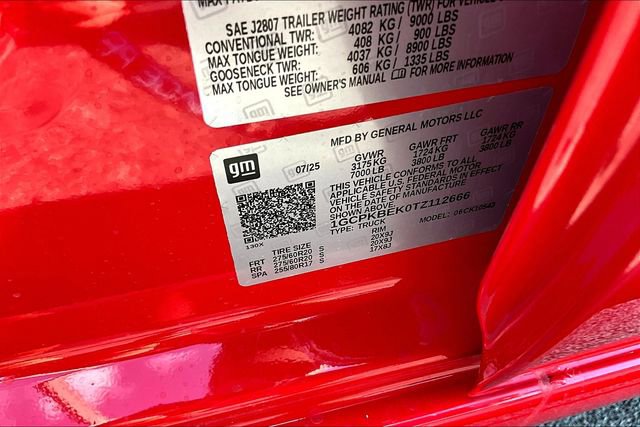 SAE J2807 TRAILER WEIGHT RATING (TWR) FOR VEHICLE
CONVENTIONAL TWR: 4082 KG / 9000 LBS
MAX TONGUE WEIGHT: 408 KG / 900 LBS
GOOSENECK TWR: 4037 KG / 8900 LBS
MAX TONGUE WEIGHT: 606 KG / 1335 LBS
SEE OWNER'S MANUAL FOR MORE INFORMATION
gm
MFD BY GENERAL MOTORS LLC
07/25
GVWR GAWR FRT GAWR RR
3175 KG 1724 KG 1724 KG
7000 LB 3800 LB 3800 LB
THIS VEHICLE CONFORMS TO ALL
APPLICABLE U.S. FEDERAL MOTOR
VEHICLE SAFETY STANDARDS IN EFFECT
ON THE DATE OF MANUFACTURE
SHOWN ABOVE.
1GCPKBEK0TZ112666
TYPE: TRUCK MODEL: 06CK10543
130X
TIRE SIZE RIM
FRT 275/60R20 S 20X9J
RR 275/60R20 S 20X9J
SPA 255/80R17 S 17X8J